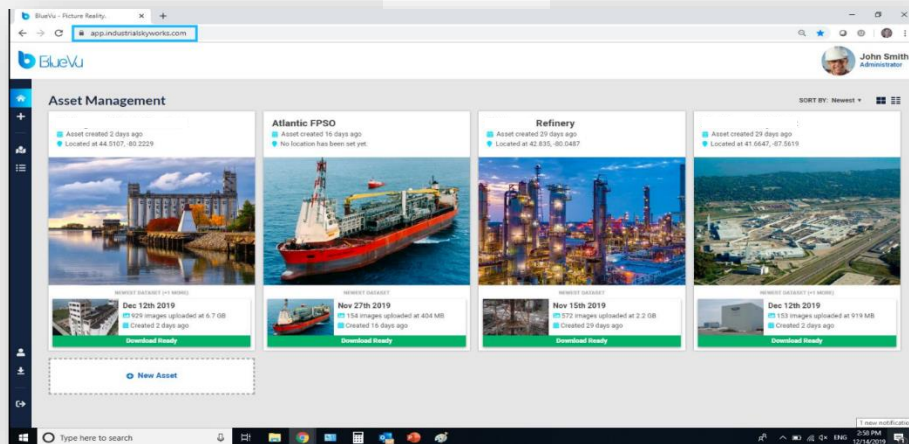 BlueVu - Picture Reality.
app.industrialskyworks.com
BlueVu
John Smith
Administrator
Asset Management
SORT BY: Newest
Asset created 2 days ago
Located at 44.5107, -80.2229
NEWEST DATASET (+1 MORE)
Dec 12th 2019
929 images uploaded at 6.7 GB
Created 2 days ago
Download Ready
Atlantic FPSO
Asset created 16 days ago
No location has been set yet.
NEWEST DATASET
Nov 27th 2019
154 images uploaded at 404 MB
Created 16 days ago
Download Ready
Refinery
Asset created 29 days ago
Located at 42.835, -80.0487
NEWEST DATASET
Nov 15th 2019
572 images uploaded at 2.2 GB
Created 29 days ago
Download Ready
Asset created 29 days ago
Located at 41.6647, -87.5619
NEWEST DATASET (+1 MORE)
Dec 12th 2019
153 images uploaded at 919 MB
Created 2 days ago
Download Ready
New Asset
1 new notification
Type here to search
ENG
2:58 PM
12/14/2019